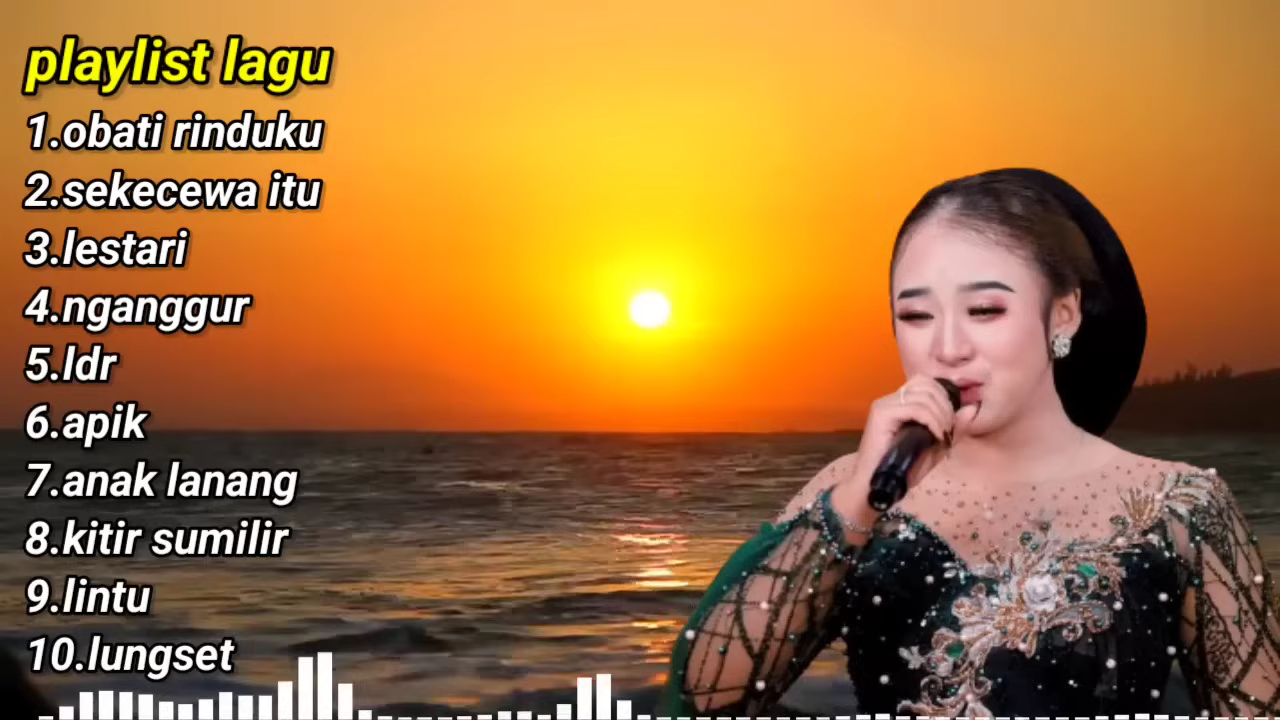 playlist lagu
1.obati rinduku
2.sekecewa itu
3.lestari
4.nganggur
5.ldr
6.apik
7.anak lanang
8.kitir sumilir
9.lintu
10.lungset